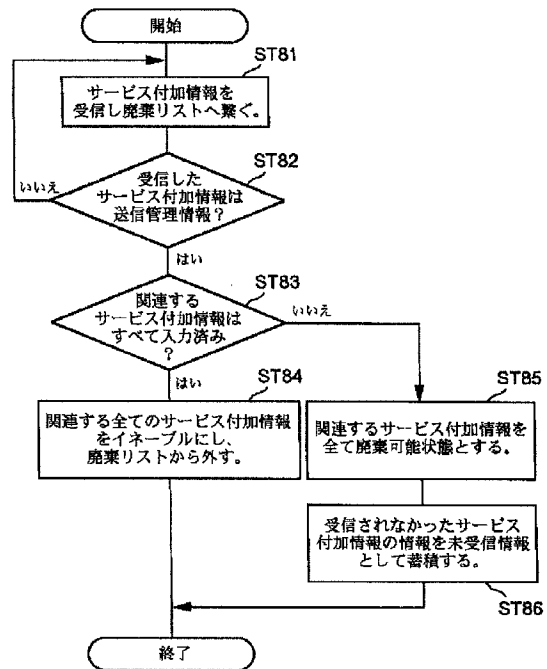 開始
ST81
サービス付加情報を
受信し廃棄リストへ繋ぐ。
ST82
受信した
サービス付加情報は
送信管理情報?
いいえ
はい
ST83
関連する
サービス付加情報は
すべて入力済み
?
いいえ
はい
ST84
関連する全てのサービス付加情報
をイネーブルにし、
廃棄リストから外す。
ST85
関連するサービス付加情報を
全て廃棄可能状態とする。
受信されなかったサービス
付加情報の情報を未受信情報
として蓄積する。
ST86
終了